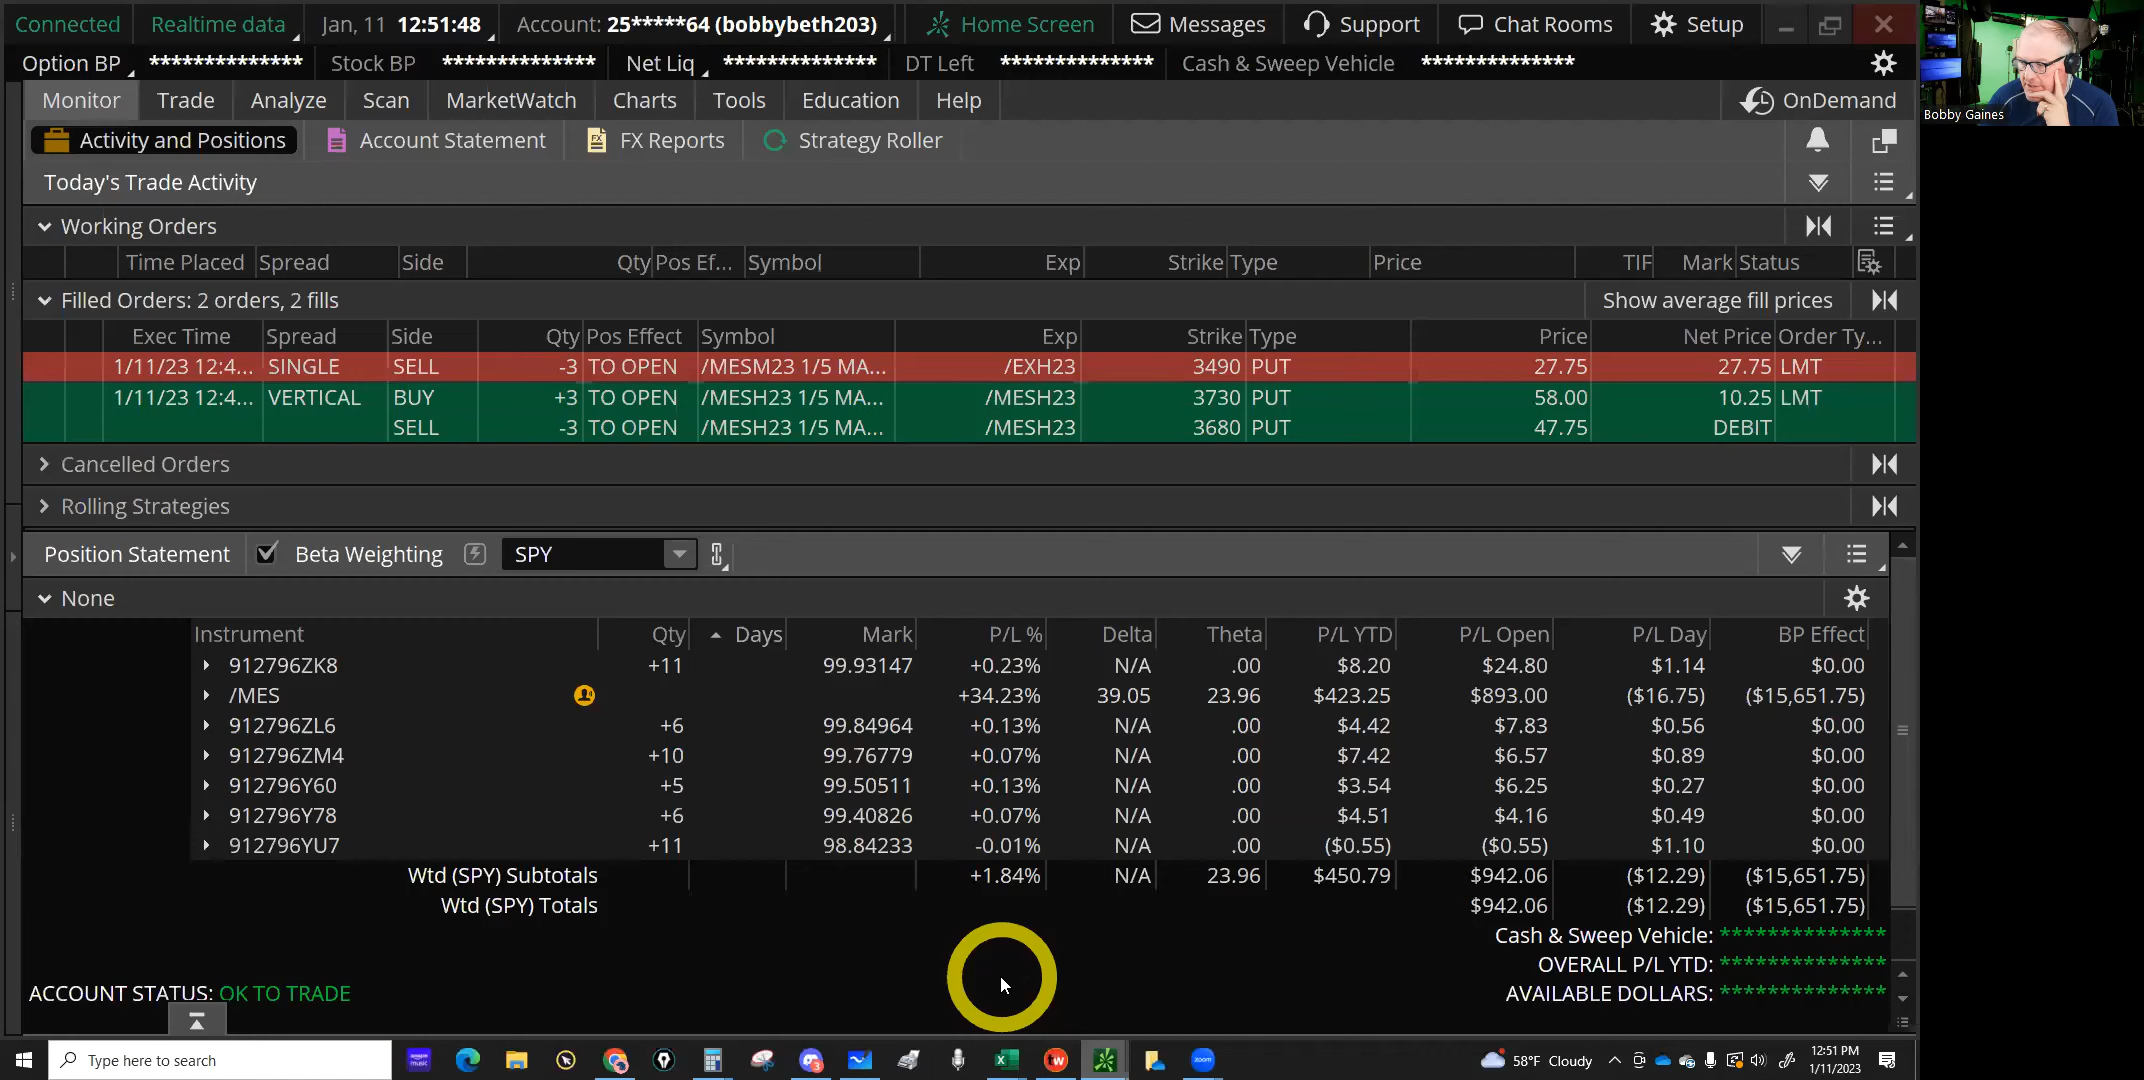 Connected Realtime data Jan, 11 12:51:48 Account: 25*****64 (bobbybeth203) Home Screen Messages Support Chat Rooms Setup
Option BP ************** Stock BP ************** Net Liq ************** DT Left ************** Cash & Sweep Vehicle **************
Monitor Trade Analyze Scan MarketWatch Charts Tools Education Help OnDemand
Bobby Gaines
Activity and Positions Account Statement FX Reports Strategy Roller
Today's Trade Activity
Working Orders
Time Placed Spread Side Qty Pos Ef... Symbol Exp Strike Type Price TIF Mark Status
Filled Orders: 2 orders, 2 fills Show average fill prices
Exec Time Spread Side Qty Pos Effect Symbol Exp Strike Type Price Net Price Order Ty...
1/11/23 12:4... SINGLE SELL -3 TO OPEN /MESM23 1/5 MA... /EXH23 3490 PUT 27.75 27.75 LMT
1/11/23 12:4... VERTICAL BUY +3 TO OPEN /MESH23 1/5 MA... /MESH23 3730 PUT 58.00 10.25 LMT
SELL -3 TO OPEN /MESH23 1/5 MA... /MESH23 3680 PUT 47.75 DEBIT
Cancelled Orders
Rolling Strategies
Position Statement Beta Weighting SPY
None
Instrument Qty Days Mark P/L % Delta Theta P/L YTD P/L Open P/L Day BP Effect
912796ZK8 +11 99.93147 +0.23% N/A .00 $8.20 $24.80 $1.14 $0.00
/MES +34.23% 39.05 23.96 $423.25 $893.00 ($16.75) ($15,651.75)
912796ZL6 +6 99.84964 +0.13% N/A .00 $4.42 $7.83 $0.56 $0.00
912796ZM4 +10 99.76779 +0.07% N/A .00 $7.42 $6.57 $0.89 $0.00
912796Y60 +5 99.50511 +0.13% N/A .00 $3.54 $6.25 $0.27 $0.00
912796Y78 +6 99.40826 +0.07% N/A .00 $4.51 $4.16 $0.49 $0.00
912796YU7 +11 98.84233 -0.01% N/A .00 ($0.55) ($0.55) $1.10 $0.00
Wtd (SPY) Subtotals +1.84% N/A 23.96 $450.79 $942.06 ($12.29) ($15,651.75)
Wtd (SPY) Totals $942.06 ($12.29) ($15,651.75)
Cash & Sweep Vehicle: **************
OVERALL P/L YTD: **************
ACCOUNT STATUS: OK TO TRADE AVAILABLE DOLLARS: **************
Type here to search 58°F Cloudy 12:51 PM
1/11/2023